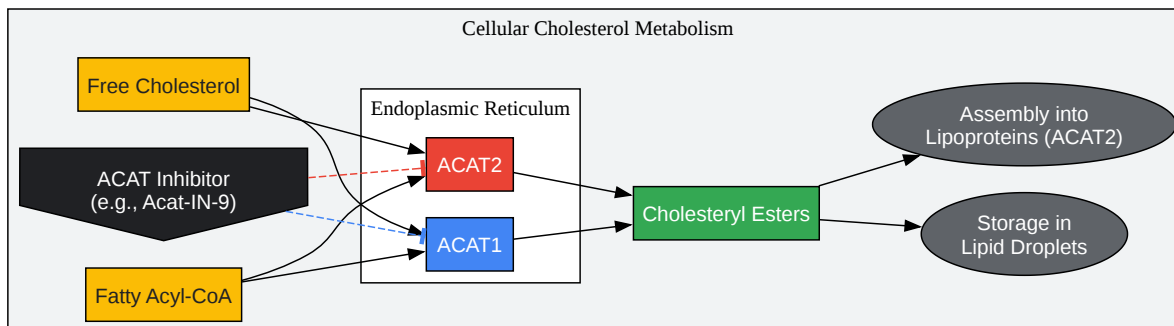 Cellular Cholesterol Metabolism
Free Cholesterol
ACAT Inhibitor
(e.g., Acat-IN-9)
Fatty Acyl-CoA
Endoplasmic Reticulum
ACAT2
ACAT1
Cholesteryl Esters
Assembly into
Lipoproteins (ACAT2)
Storage in
Lipid Droplets